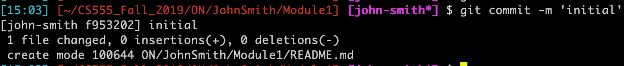 [15:03] [~/CS555_Fall_2019/ON/JohnSmith/Module1] [john-smith*] $ git commit -m 'initial'
[john-smith f953202] initial
1 file changed, 0 insertions(+), 0 deletions(-)
create mode 100644 ON/JohnSmith/Module1/README.md